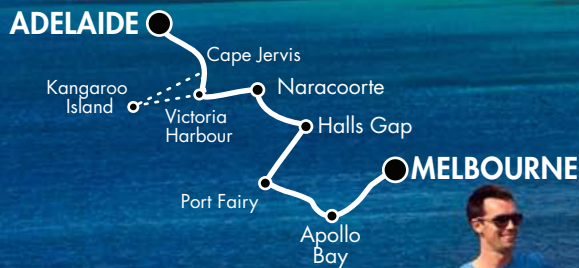 ADELAIDE
Cape Jervis
Kangaroo
Island
Victoria
Harbour
Naracoorte
Halls Gap
MELBOURNE
Port Fairy
Apollo
Bay